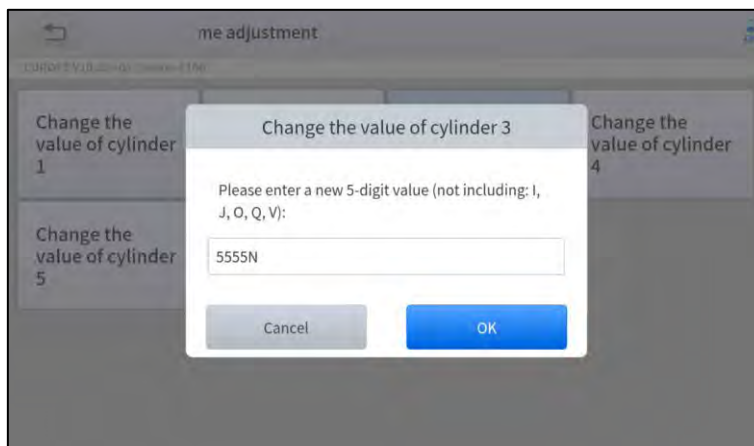 me adjustment
Change the
value of cylinder
1
Change the
value of cylinder
4
Change the
value of cylinder
5
Change the value of cylinder 3
Please enter a new 5-digit value (not including: I,
J, O, Q, V):
5555N
Cancel
OK